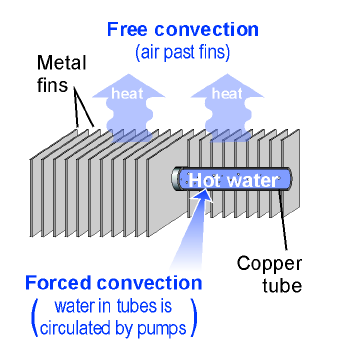 Free convection
(air past fins)
Metal
fins
heat
heat
Hot water
Copper
tube
Forced convection
(water in tubes is
circulated by pumps)